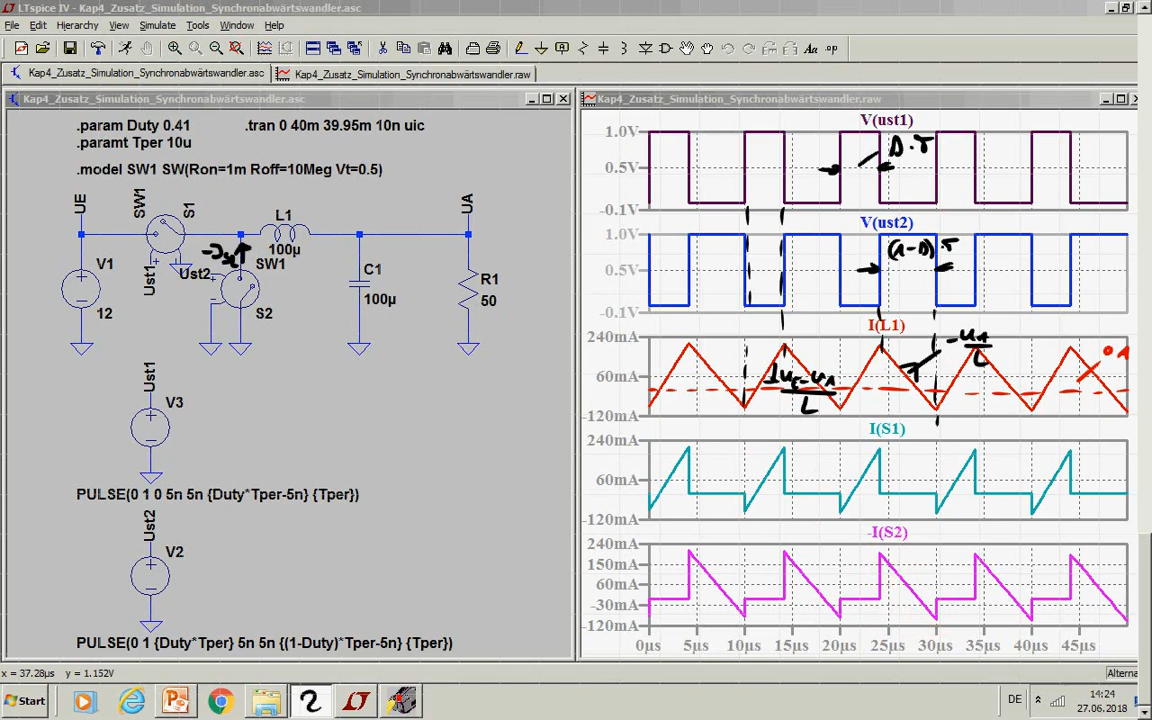 LTspice IV - Kap4_Zusatz_Simulation_Synchronabwärtswandler.asc
File Edit Hierarchy View Simulate Tools Window Help
Kap4_Zusatz_Simulation_Synchronabwärtswandler.asc
Kap4_Zusatz_Simulation_Synchronabwärtswandler.raw
Kap4_Zusatz_Simulation_Synchronabwärtswandler.asc
.param Duty 0.41 .tran 0 40m 39.95m 10n uic
.paramt Tper 10u
.model SW1 SW(Ron=1m Roff=10Meg Vt=0.5)
UE
SW1
S1
L1
100µ
UA
V1
12
Ust1
Ust2
SW1
S2
C1
100µ
R1
50
Ust1
V3
PULSE(0 1 0 5n 5n {Duty*Tper-5n} {Tper})
Ust2
V2
PULSE(0 1 {Duty*Tper} 5n 5n {(1-Duty)*Tper-5n} {Tper})
Kap4_Zusatz_Simulation_Synchronabwärtswandler.raw
V(ust1)
1.0V
0.5V
-0.1V
D·T
V(ust2)
1.0V
0.5V
-0.1V
(1-D)·T
I(L1)
240mA
60mA
-120mA
I(S1)
240mA
60mA
-120mA
-I(S2)
240mA
150mA
60mA
-30mA
-120mA
0µs 5µs 10µs 15µs 20µs 25µs 30µs 35µs 40µs 45µs
x = 37.28µs y = 1.152V
Alterna
Start
DE
14:24
27.06.2018